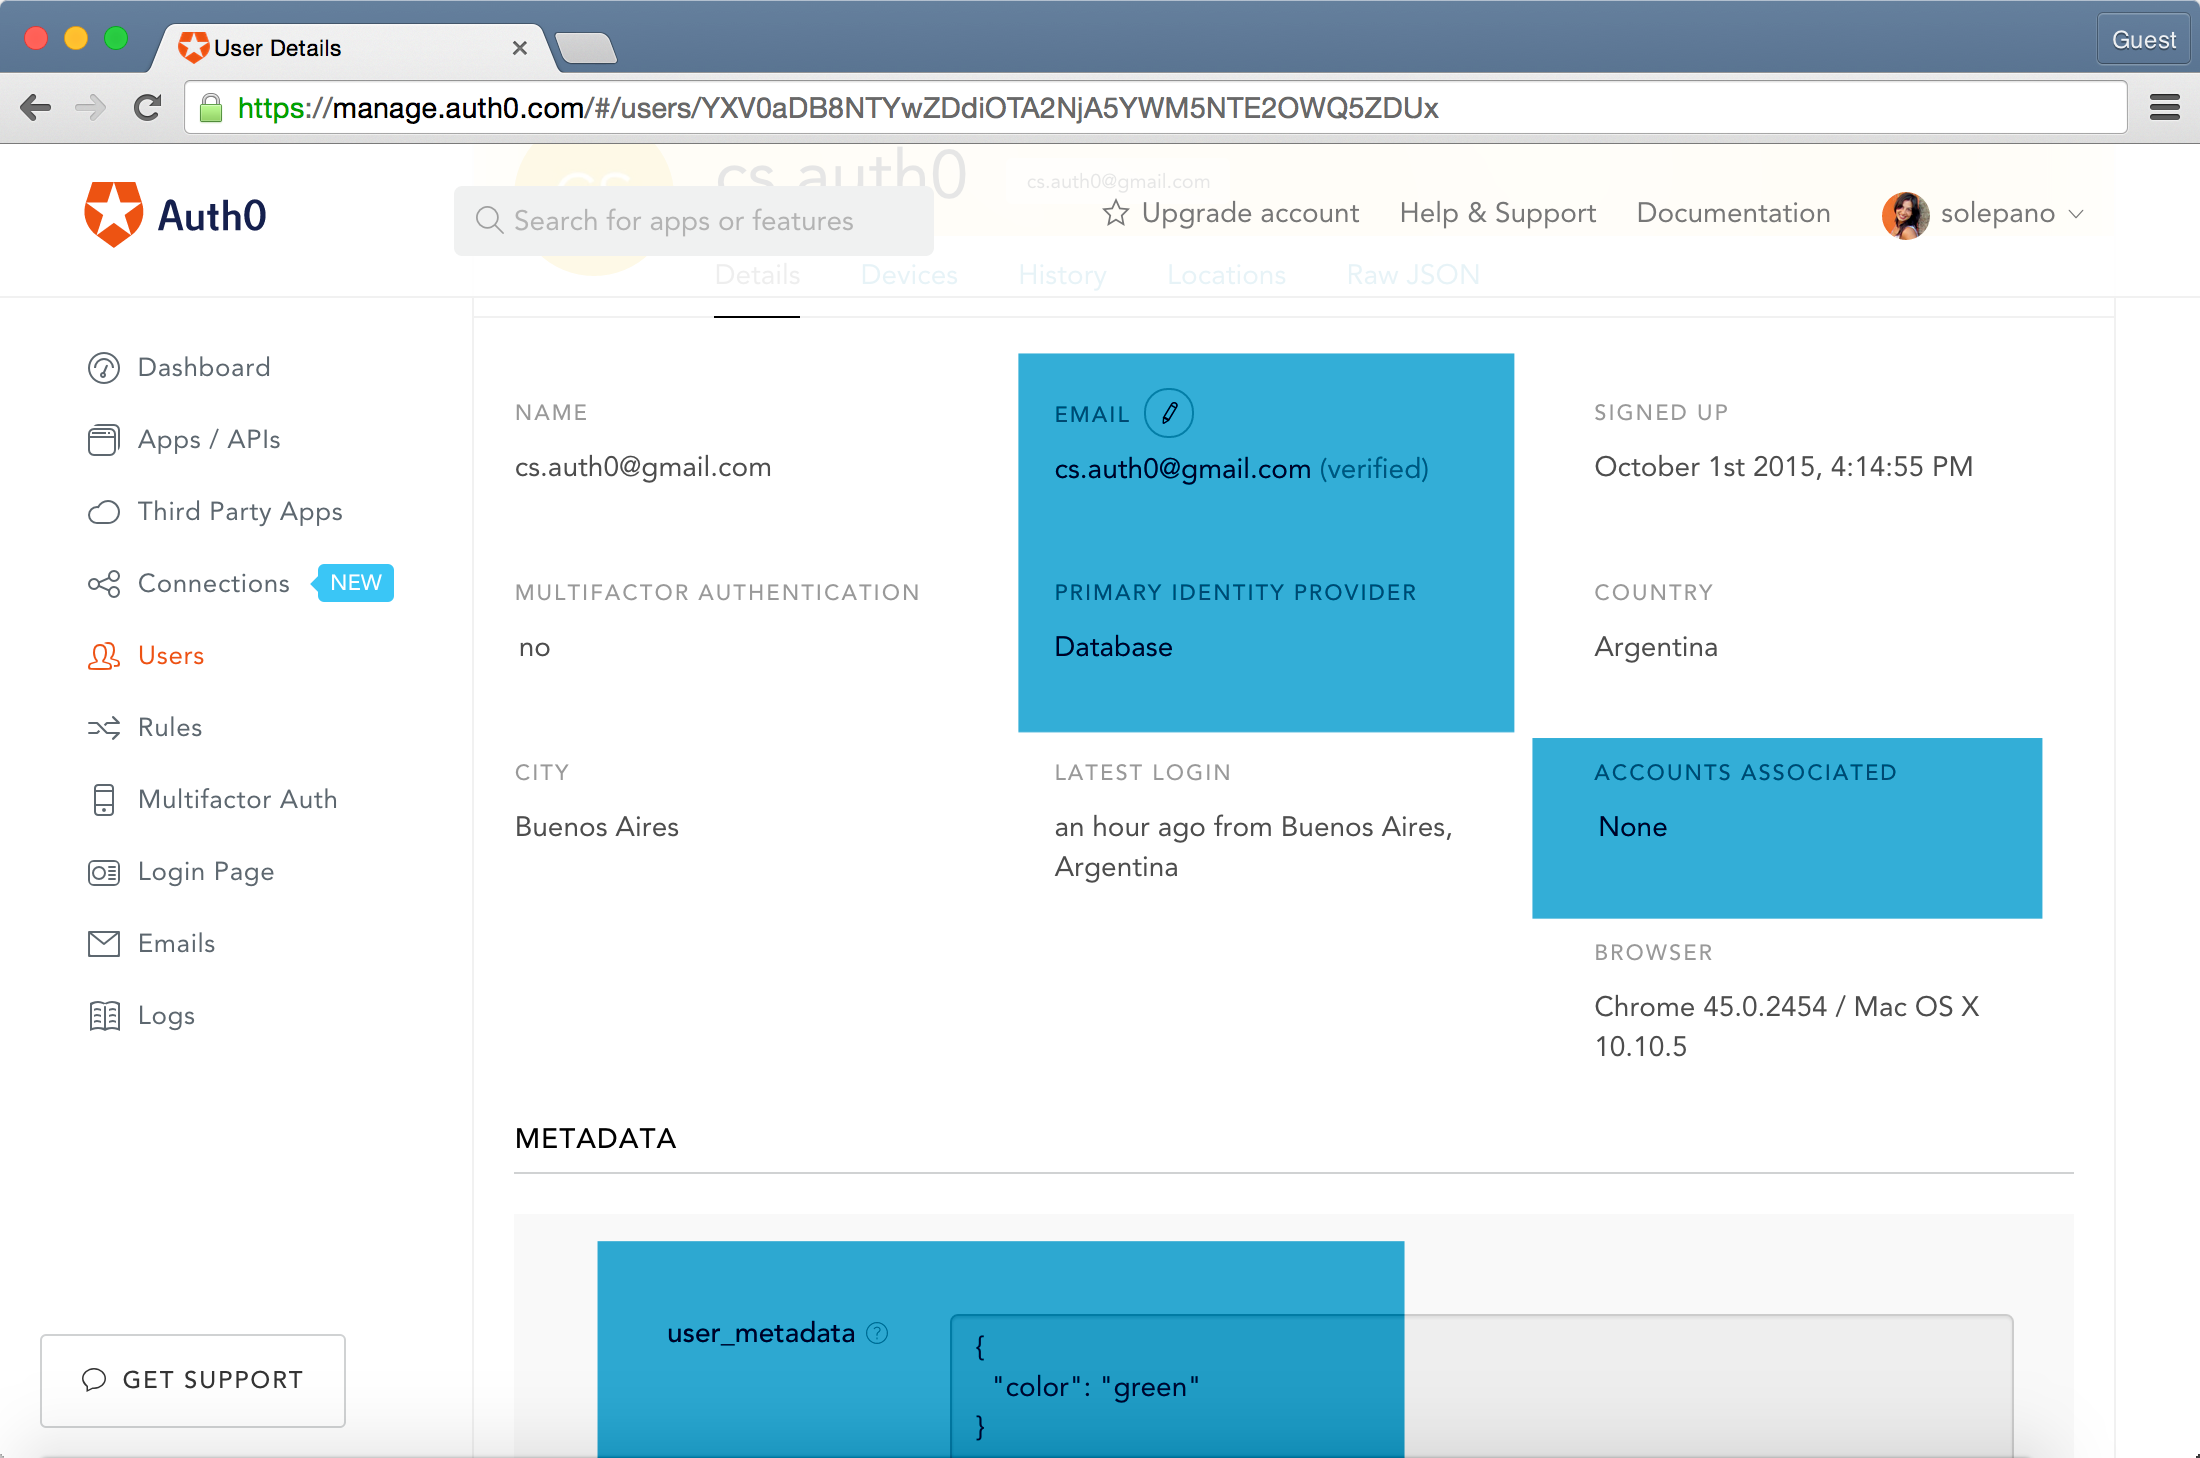 User Details
Guest
https://manage.auth0.com/#/users/YXV0aDB8NTYwZDdiOTA2NjA5YWM5NTE2OWQ5ZDUx
CS
cs.auth0
cs.auth0@gmail.com
Auth0
Search for apps or features
Upgrade account
Help & Support
Documentation
solepano
Details
Devices
History
Locations
Raw JSON
Dashboard
Apps / APIs
Third Party Apps
Connections NEW
Users
Rules
Multifactor Auth
Login Page
Emails
Logs
GET SUPPORT
NAME
cs.auth0@gmail.com
EMAIL
cs.auth0@gmail.com (verified)
SIGNED UP
October 1st 2015, 4:14:55 PM
MULTIFACTOR AUTHENTICATION
no
PRIMARY IDENTITY PROVIDER
Database
COUNTRY
Argentina
CITY
Buenos Aires
LATEST LOGIN
an hour ago from Buenos Aires,
Argentina
ACCOUNTS ASSOCIATED
None
BROWSER
Chrome 45.0.2454 / Mac OS X
10.10.5
METADATA
user_metadata ?
{
"color": "green"
}